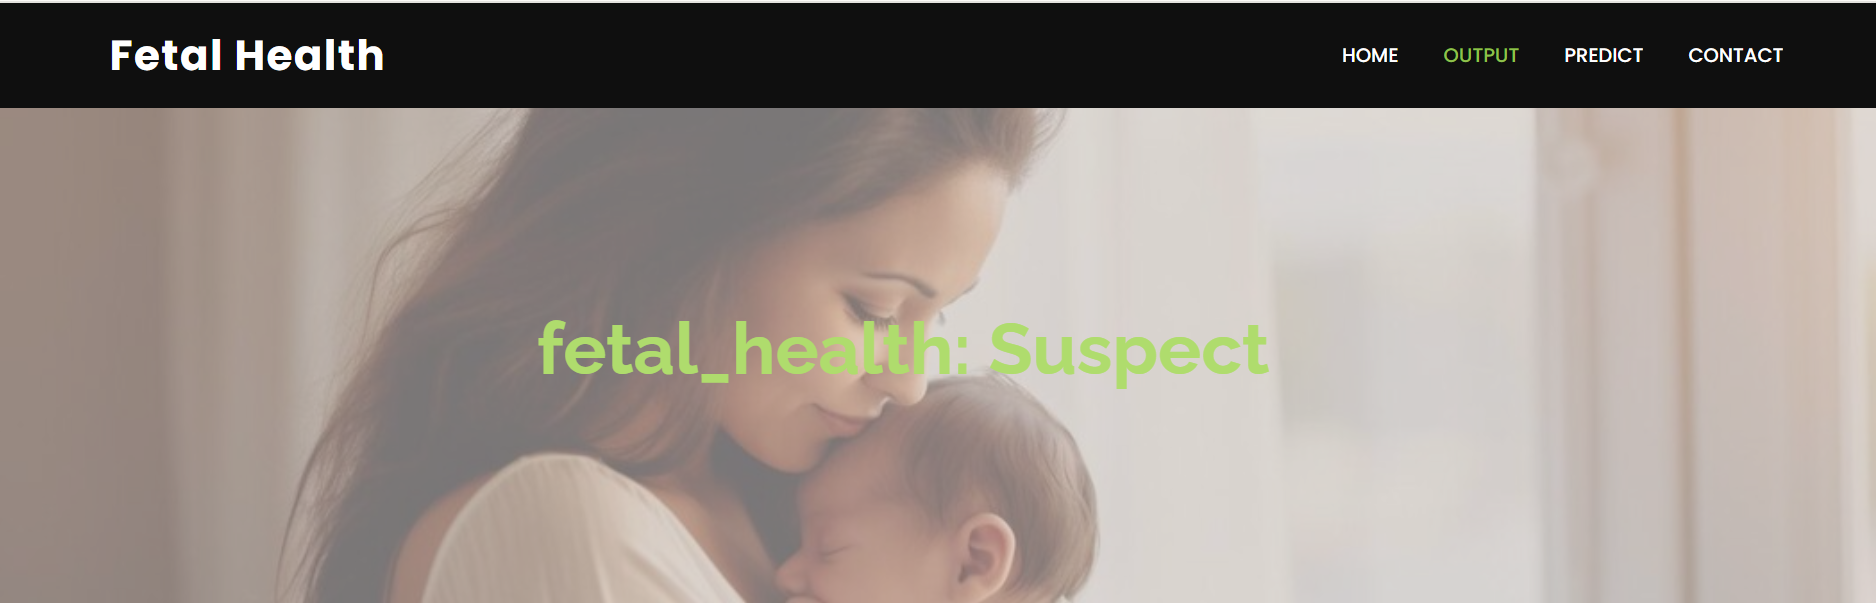 Fetal Health
HOME OUTPUT PREDICT CONTACT
fetal_health: Suspect